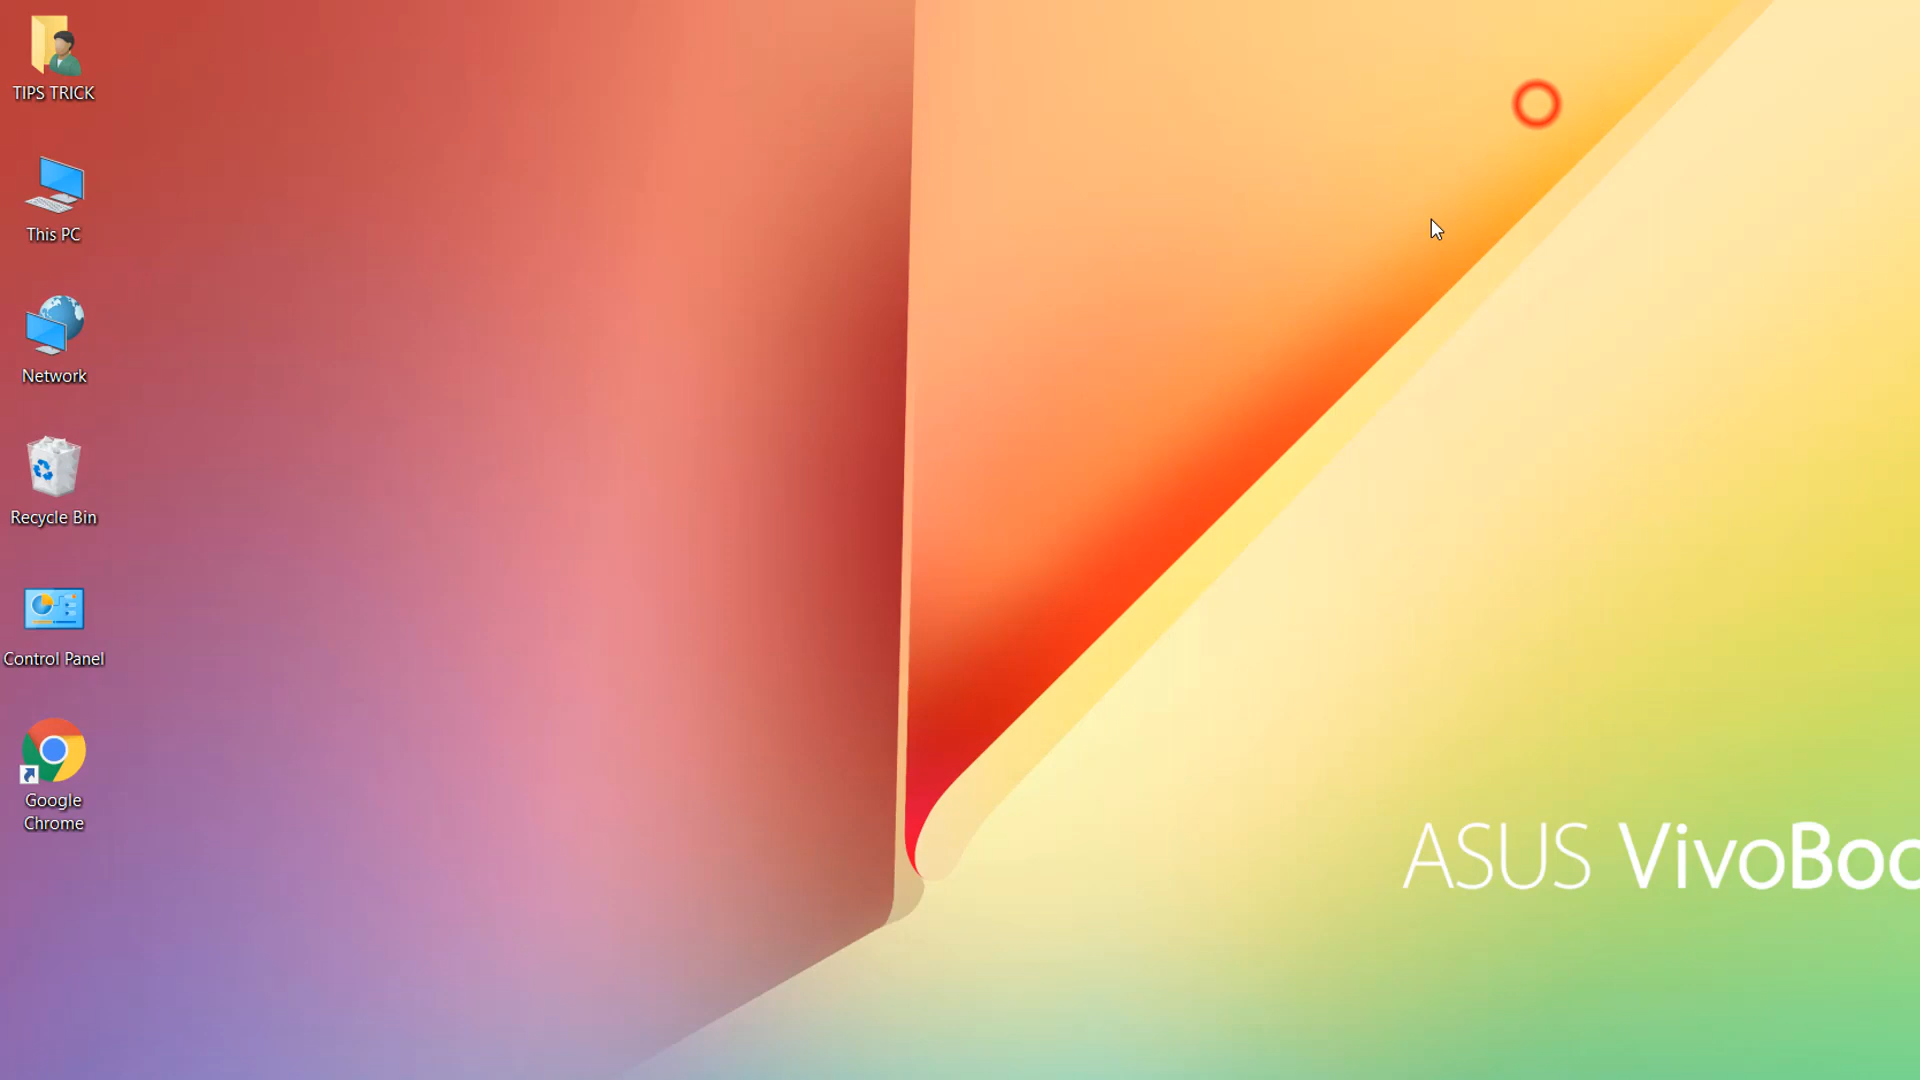 TIPS TRICK
This PC
Network
Recycle Bin
Control Panel
Google
Chrome
ASUS VivoBoo